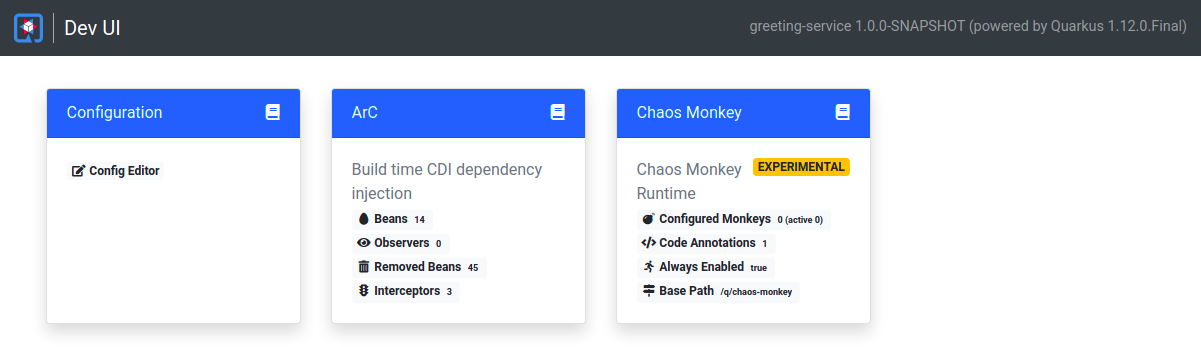 Dev UI
greeting-service 1.0.0-SNAPSHOT (powered by Quarkus 1.12.0.Final)
Configuration
Config Editor
ArC
Build time CDI dependency
injection
Beans 14
Observers 0
Removed Beans 45
Interceptors 3
Chaos Monkey
Chaos Monkey EXPERIMENTAL
Runtime
Configured Monkeys 0 (active 0)
Code Annotations 1
Always Enabled true
Base Path /q/chaos-monkey